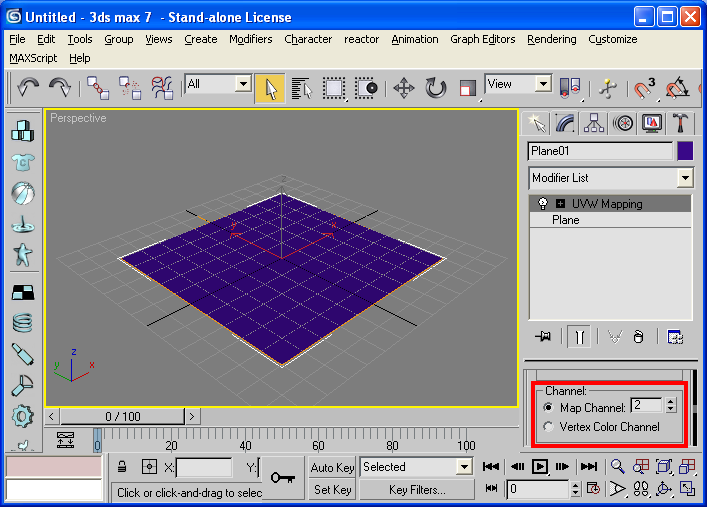 Untitled - 3ds max 7 - Stand-alone License
File Edit Tools Group Views Create Modifiers Character reactor Animation Graph Editors Rendering Customize
MAXScript Help
All
View
3
Perspective
Plane01
Modifier List
UVW Mapping
Plane
z
y x
z
y x
Channel:
Map Channel: 2
Vertex Color Channel
0 / 100
0 20 40 60 80 100
X: Y:
Auto Key Selected
Click or click-and-drag to selec
Set Key Key Filters... 0